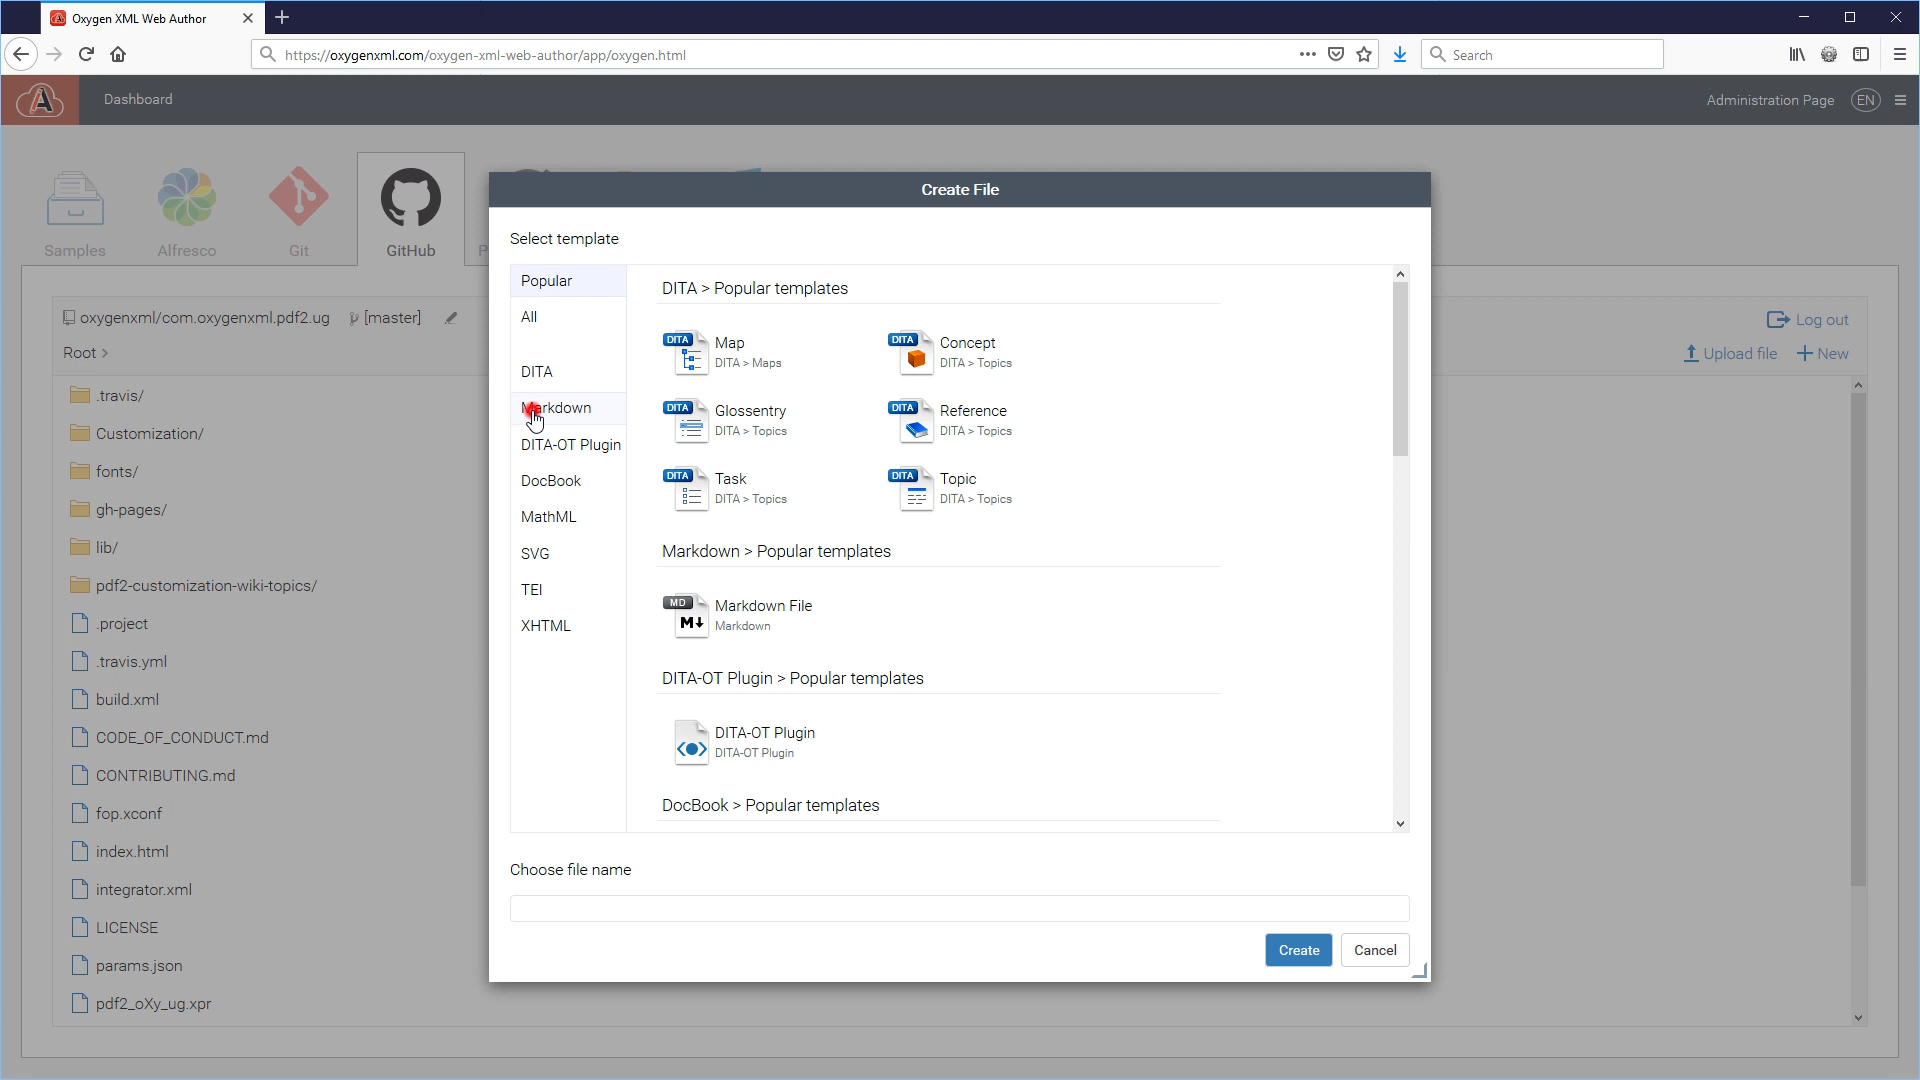 Oxygen XML Web Author
https://oxygenxml.com/oxygen-xml-web-author/app/oxygen.html
Search
Dashboard
Administration Page
EN
Samples
Alfresco
Git
GitHub
P
oxygenxml/com.oxygenxml.pdf2.ug
[master]
Log out
Root >
Upload file
New
.travis/
Customization/
fonts/
gh-pages/
lib/
pdf2-customization-wiki-topics/
.project
.travis.yml
build.xml
CODE_OF_CONDUCT.md
CONTRIBUTING.md
fop.xconf
index.html
integrator.xml
LICENSE
params.json
pdf2_oXy_ug.xpr
Create File
Select template
Popular
All
DITA
Markdown
DITA-OT Plugin
DocBook
MathML
SVG
TEI
XHTML
DITA > Popular templates
DITA
Map
DITA > Maps
DITA
Concept
DITA > Topics
DITA
Glossentry
DITA > Topics
DITA
Reference
DITA > Topics
DITA
Task
DITA > Topics
DITA
Topic
DITA > Topics
Markdown > Popular templates
MD
M
Markdown File
Markdown
DITA-OT Plugin > Popular templates
DITA-OT Plugin
DITA-OT Plugin
DocBook > Popular templates
Choose file name
Create
Cancel